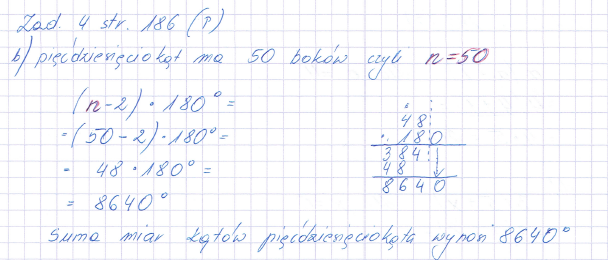 Zad. 4 str. 186 (P)
b) pięćdziesięciokąt ma 50 boków czyli n=50
(n-2) · 180° =
= (50-2) · 180° =
= 48 · 180° =
= 8640°
48
· 180
384
48
8640
Suma miar kątów pięćdziesięciokąta wynosi 8640°